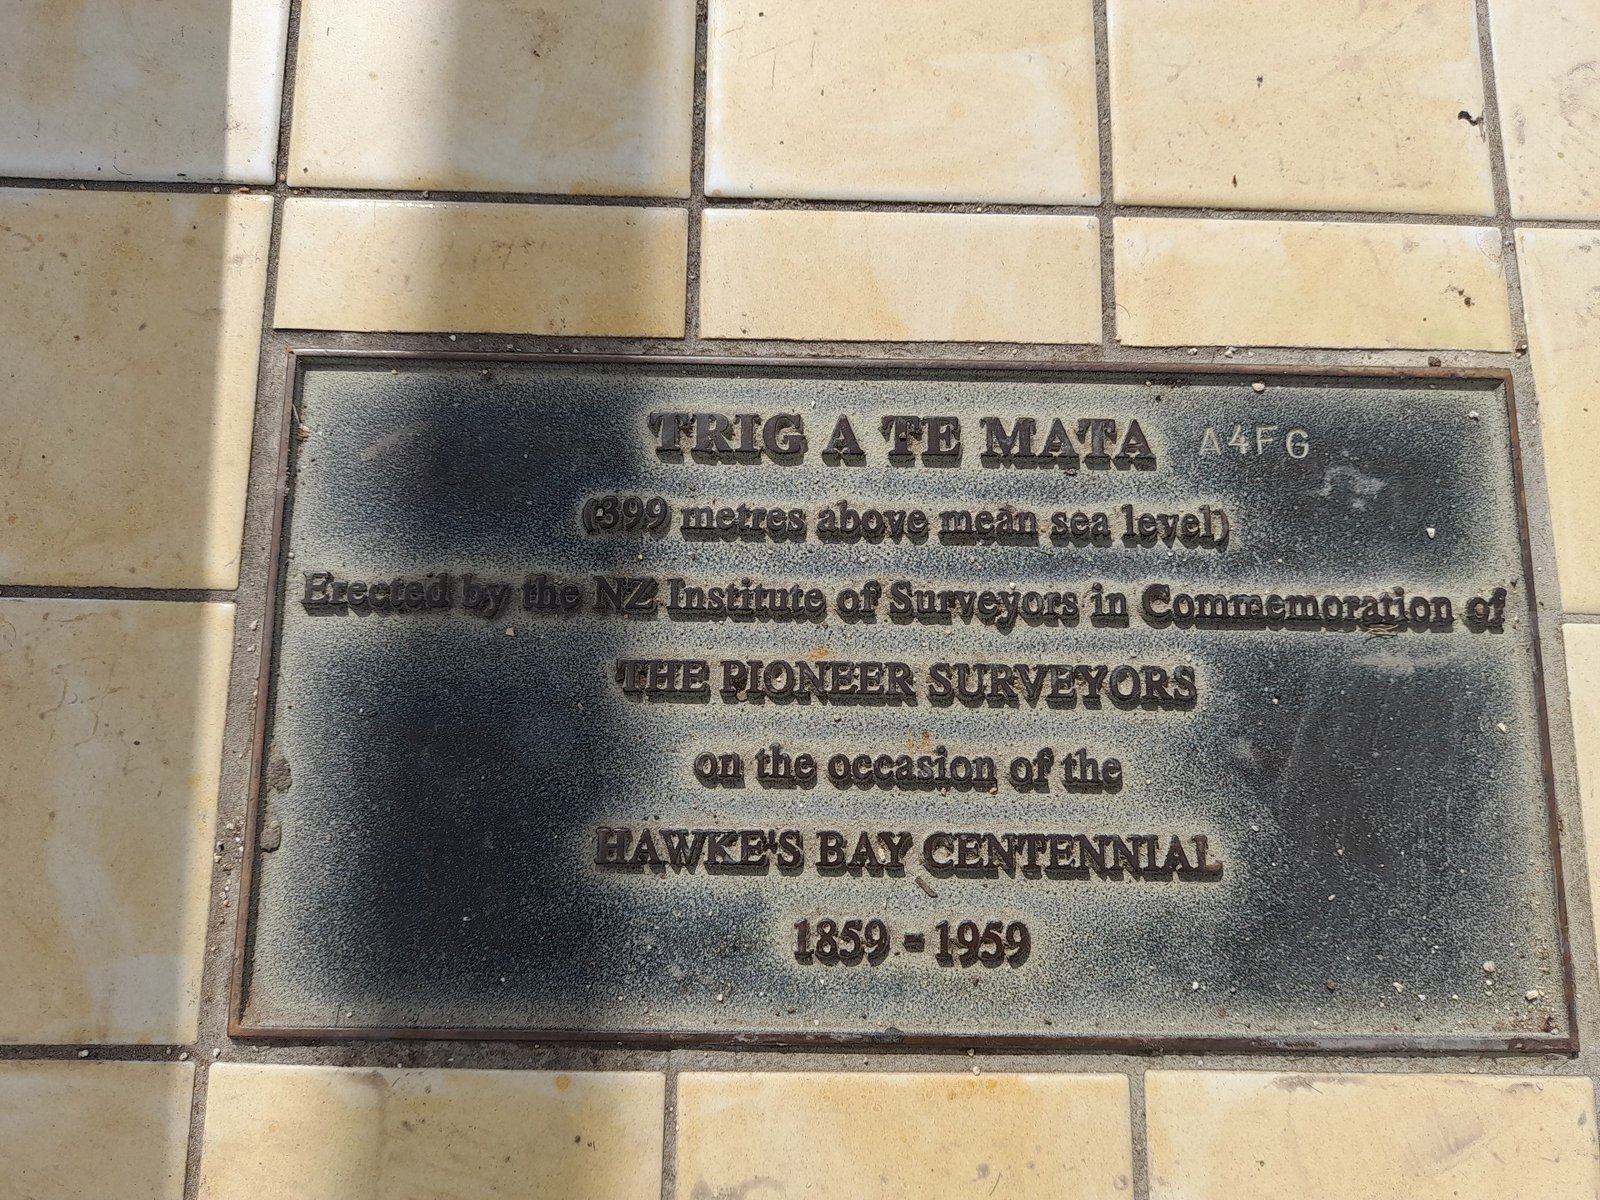 TRIG A TE MATA A4FG
(399 metres above mean sea level)
Erected by the NZ Institute of Surveyors in Commemoration of
THE PIONEER SURVEYORS
on the occasion of the
HAWKE'S BAY CENTENNIAL
1859 - 1959